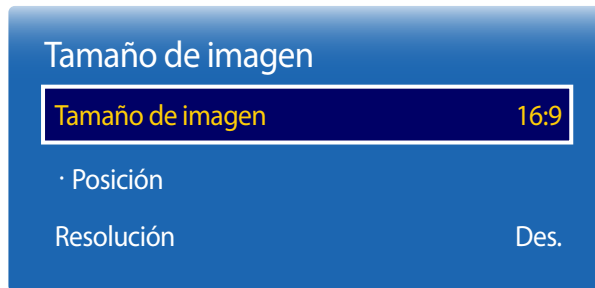 Tamaño de imagen
Tamaño de imagen 16:9
· Posición
Resolución Des.